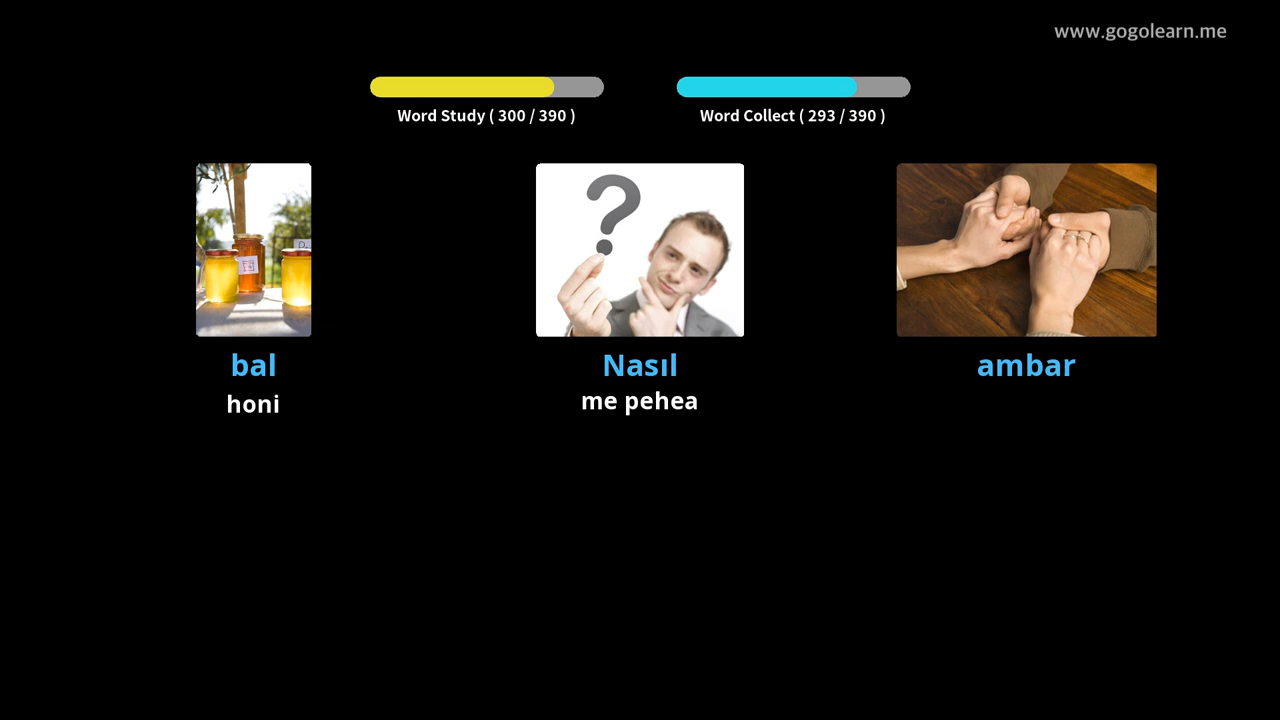 www.gogolearn.me
Word Study ( 300 / 390 )
Word Collect ( 293 / 390 )
bal
honi
Nasıl
me pehea
ambar